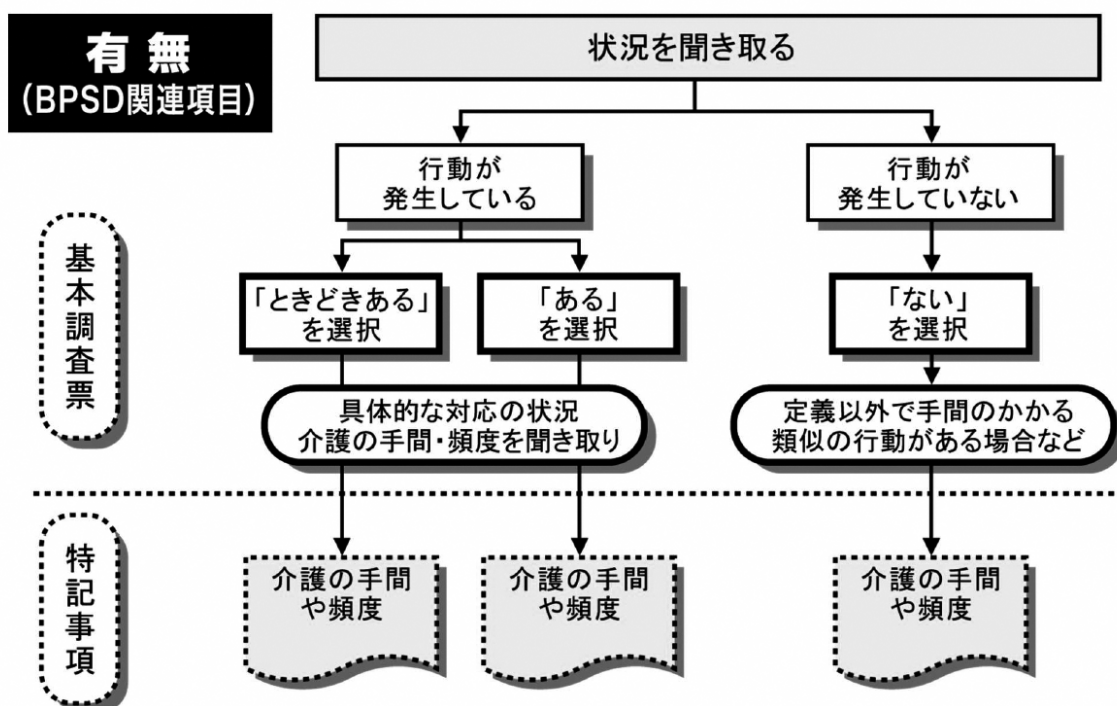 有無
(BPSD関連項目)
状況を聞き取る
行動が
発生している
行動が
発生していない
基本調査票
「ときどきある」
を選択
「ある」
を選択
「ない」
を選択
具体的な対応の状況
介護の手間・頻度を聞き取り
定義以外で手間のかかる
類似の行動がある場合など
特記事項
介護の手間
や頻度
介護の手間
や頻度
介護の手間
や頻度